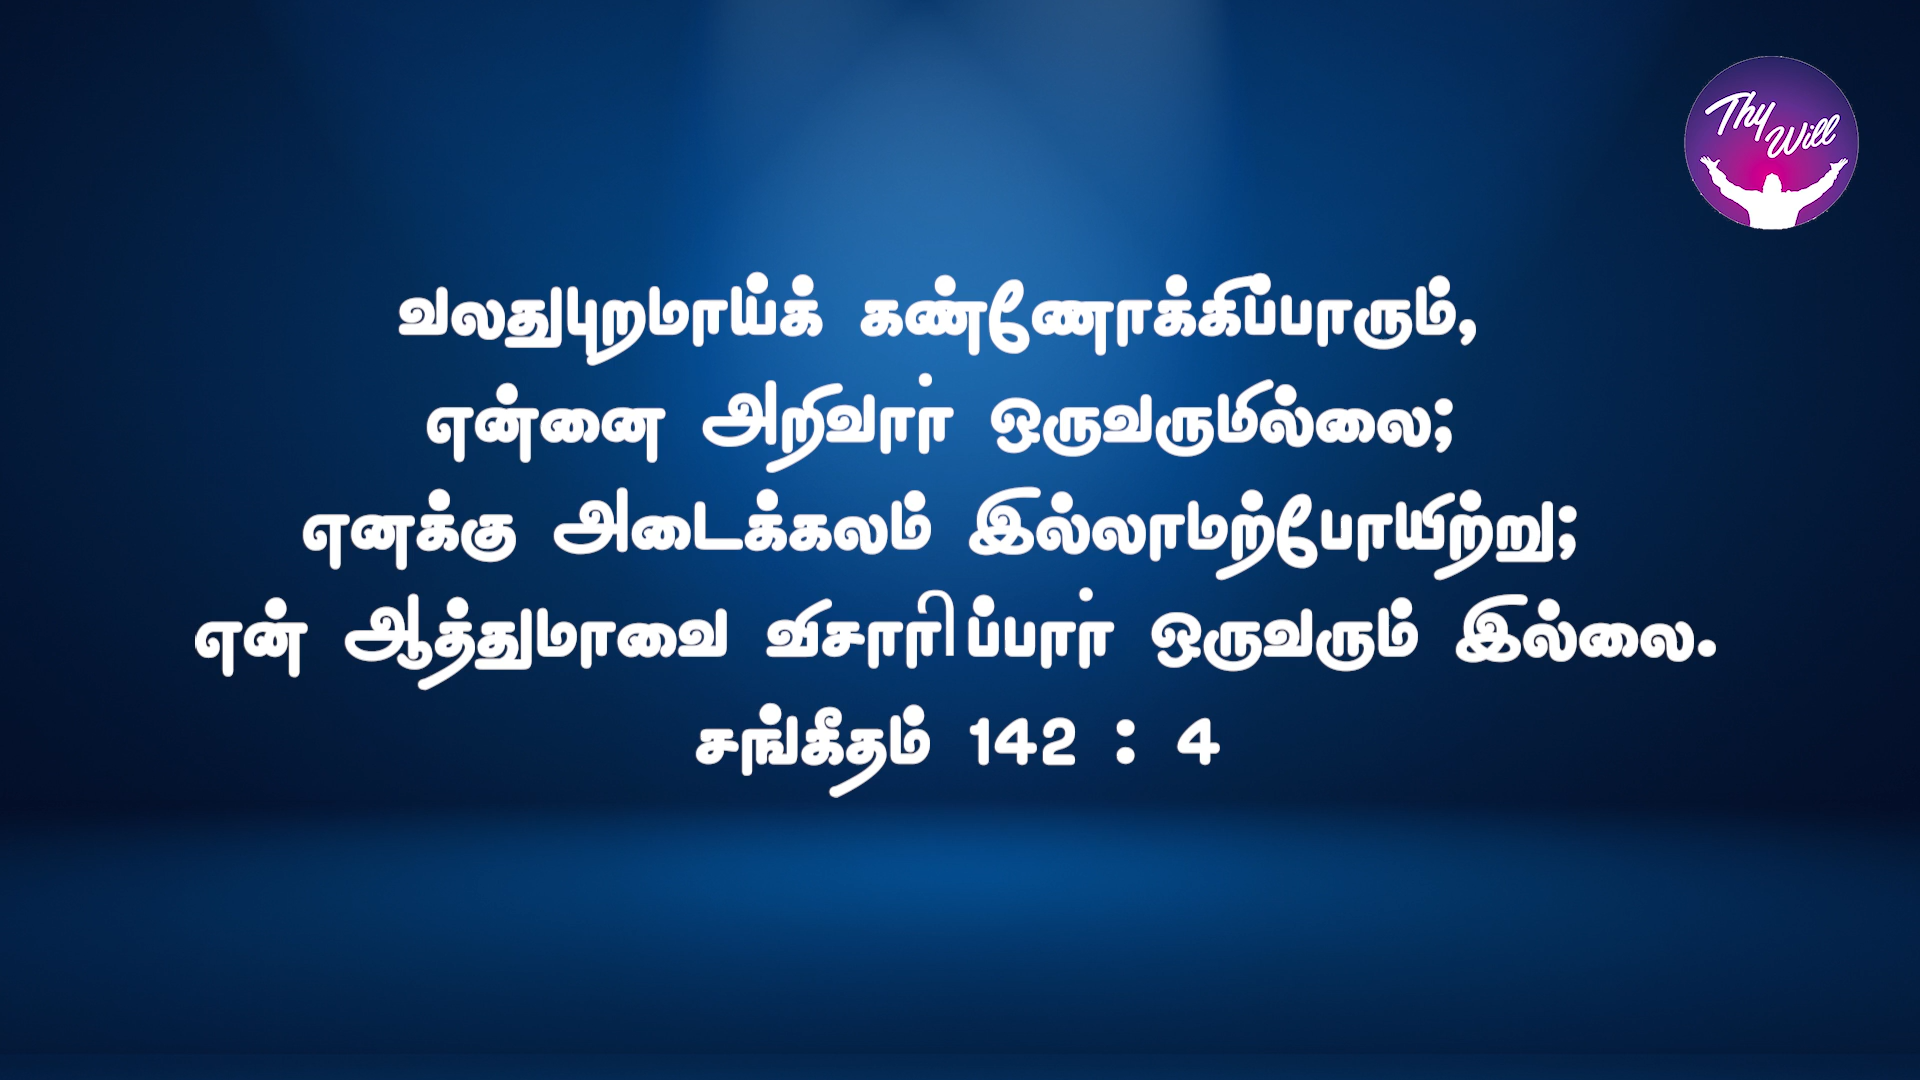 Thy
Will
வலதுபுறமாய்க் கண்ணோக்கிப்பாரும்,
என்னை அறிவார் ஒருவருமில்லை;
எனக்கு அடைக்கலம் இல்லாமற்போயிற்று;
என் ஆத்துமாவை விசாரிப்பார் ஒருவரும் இல்லை.
சங்கீதம் 142 : 4